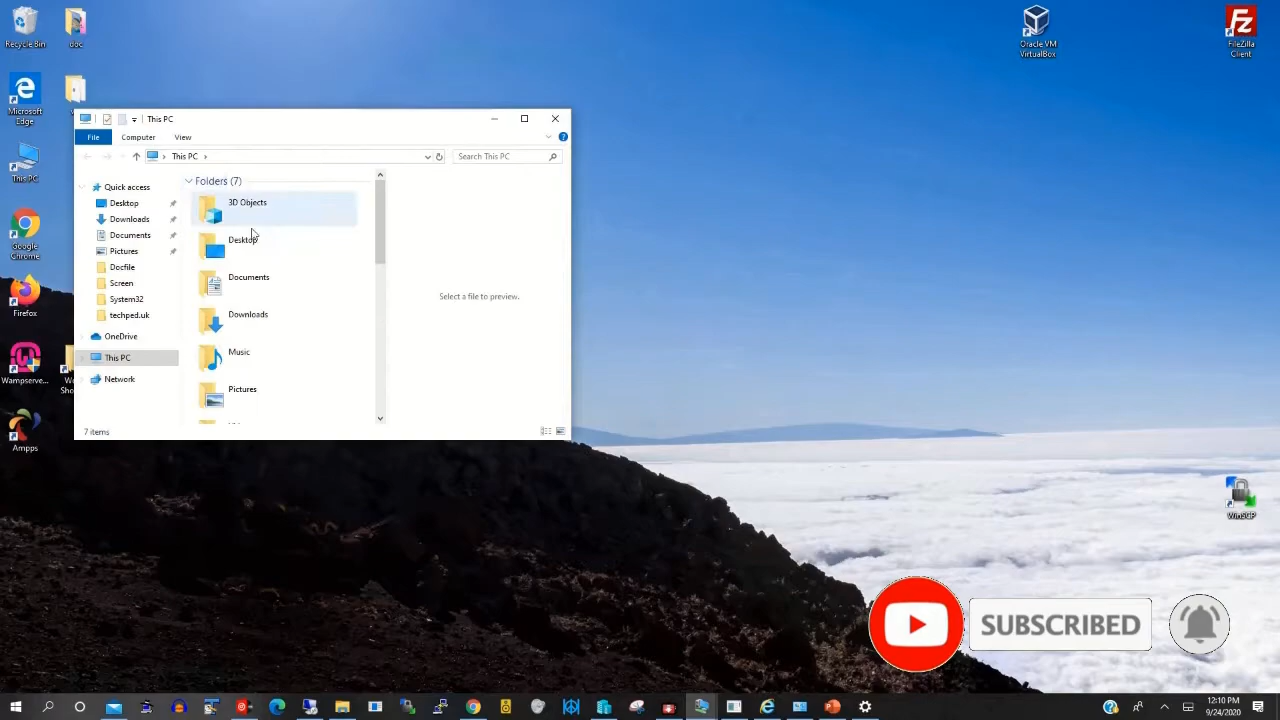 Recycle Bin
doc
Oracle VM
VirtualBox
FileZilla
Client
Microsoft
Edge
This PC
Google
Chrome
Firefox
Wampserve...
Ampps
WinSCP
This PC
File
Computer
View
This PC
Search This PC
Quick access
Desktop
Downloads
Documents
Pictures
Docfile
Screen
System32
techped.uk
OneDrive
This PC
Network
Folders (7)
3D Objects
Desktop
Documents
Downloads
Music
Pictures
Select a file to preview.
7 items
SUBSCRIBED
12:10 PM
9/24/2020